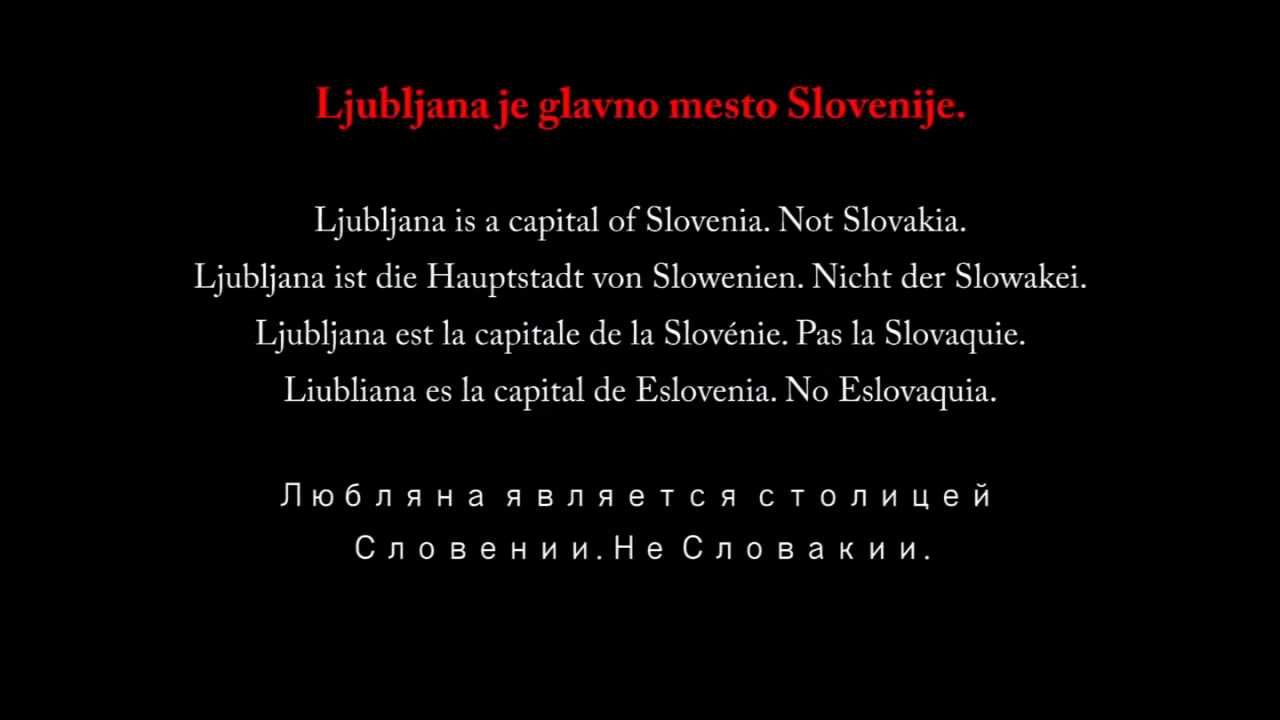 Ljubljana je glavno mesto Slovenije.
Ljubljana is a capital of Slovenia. Not Slovakia.
Ljubljana ist die Hauptstadt von Slowenien. Nicht der Slowakei.
Ljubljana est la capitale de la Slovénie. Pas la Slovaquie.
Liubliana es la capital de Eslovenia. No Eslovaquia.
Любляна является столицей
Словении. Не Словакии.